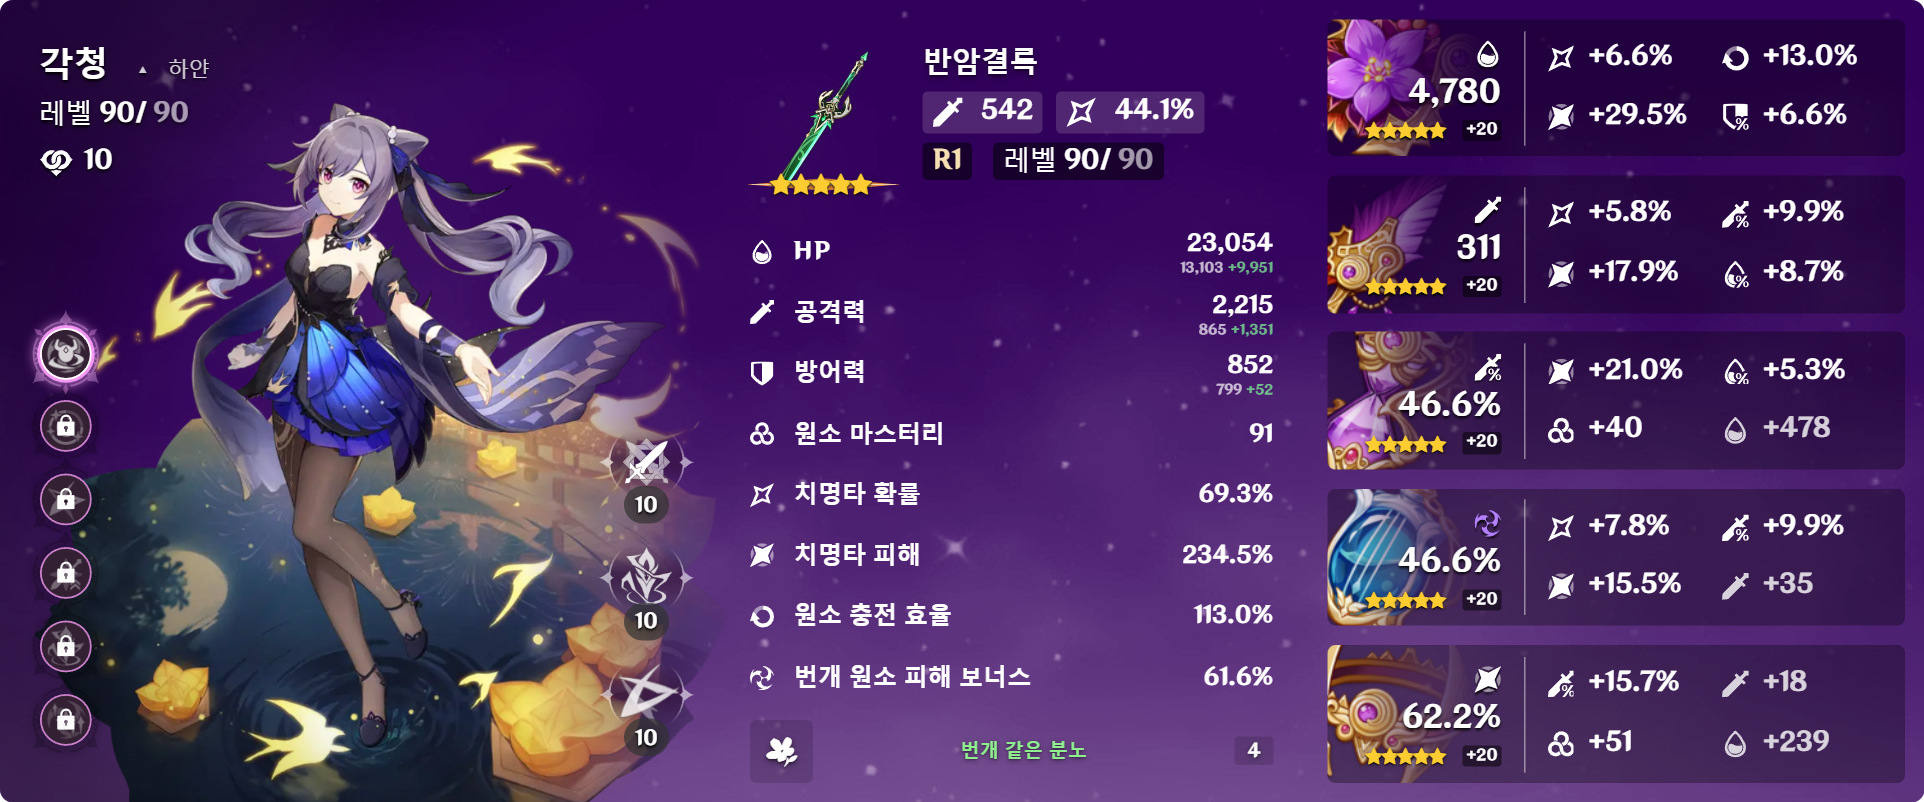 각청 ▲ 하얀
레벨 90/ 90
10
10
10
10
반암결록
542 44.1%
R1 레벨 90/ 90
HP 23,054
13,103 +9,951
공격력 2,215
865 +1,351
방어력 852
799 +52
원소 마스터리 91
치명타 확률 69.3%
치명타 피해 234.5%
원소 충전 효율 113.0%
번개 원소 피해 보너스 61.6%
번개 같은 분노 4
4,780
+20
+6.6% +13.0%
+29.5% +6.6%
311
+20
+5.8% +9.9%
+17.9% +8.7%
46.6%
+20
+21.0% +5.3%
+40 +478
46.6%
+20
+7.8% +9.9%
+15.5% +35
62.2%
+20
+15.7% +18
+51 +239